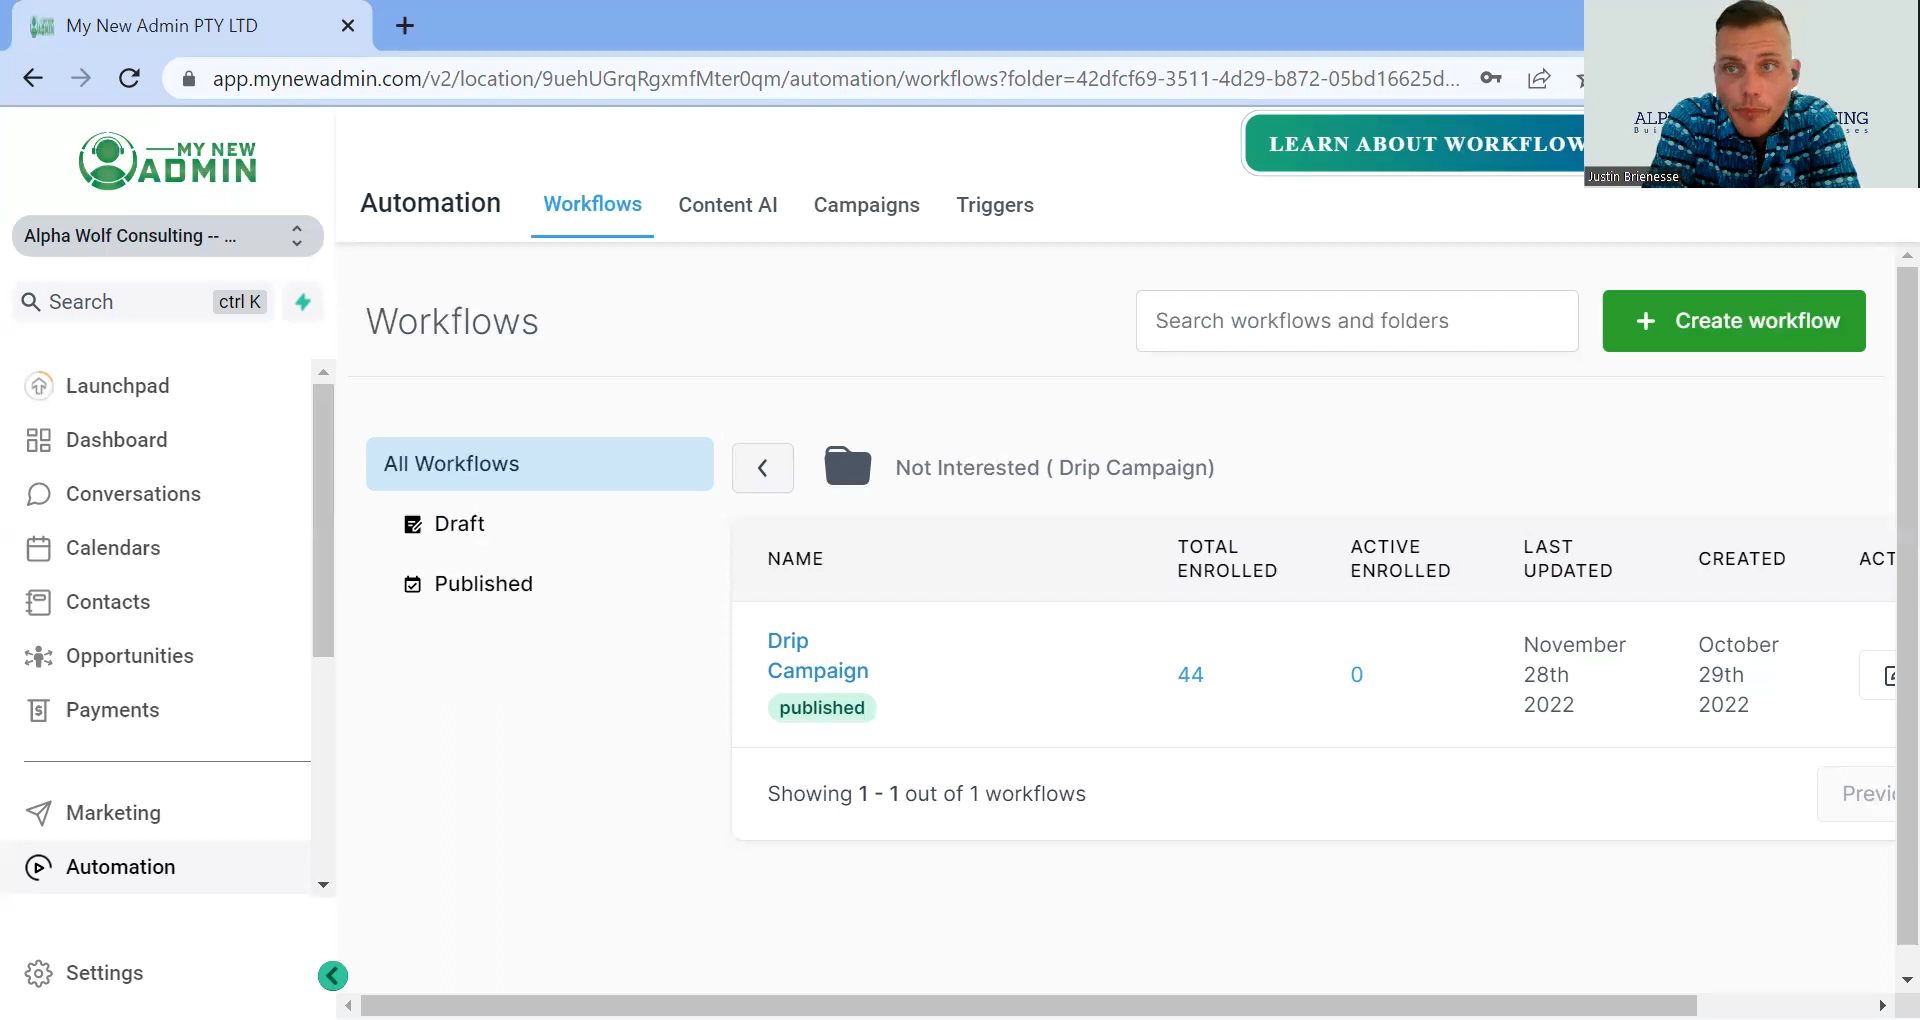 My New Admin PTY LTD
app.mynewadmin.com/v2/location/9uehUGrqRgxmfMter0qm/automation/workflows?folder=42dfcf69-3511-4d29-b872-05bd16625d...
MY NEW
ADMIN
LEARN ABOUT WORKFLOW
Justin Brienesse
Alpha Wolf Consulting -- ...
Search ctrl K
Launchpad
Dashboard
Conversations
Calendars
Contacts
Opportunities
Payments
Marketing
Automation
Settings
Automation Workflows Content AI Campaigns Triggers
Workflows
Search workflows and folders
+ Create workflow
All Workflows
Draft
Published
Not Interested ( Drip Campaign)
NAME
TOTAL
ENROLLED
ACTIVE
ENROLLED
LAST
UPDATED
CREATED
ACT
Drip
Campaign
published
44
0
November
28th
2022
October
29th
2022
Showing 1 - 1 out of 1 workflows